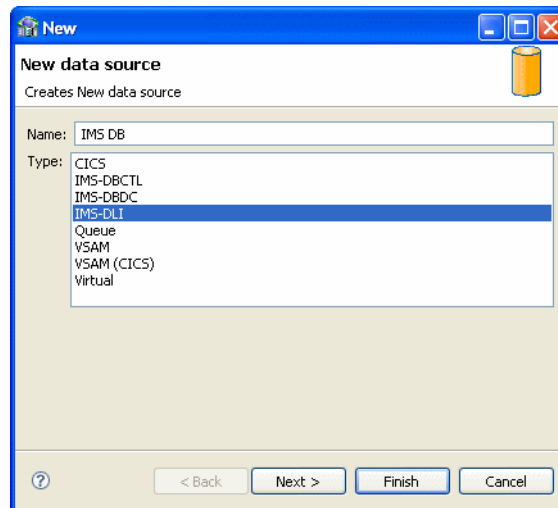 New
New data source
Creates New data source
Name: IMS DB
Type: CICS
IMS-DBCTL
IMS-DBDC
IMS-DLI
Queue
VSAM
VSAM (CICS)
Virtual
? < Back Next > Finish Cancel